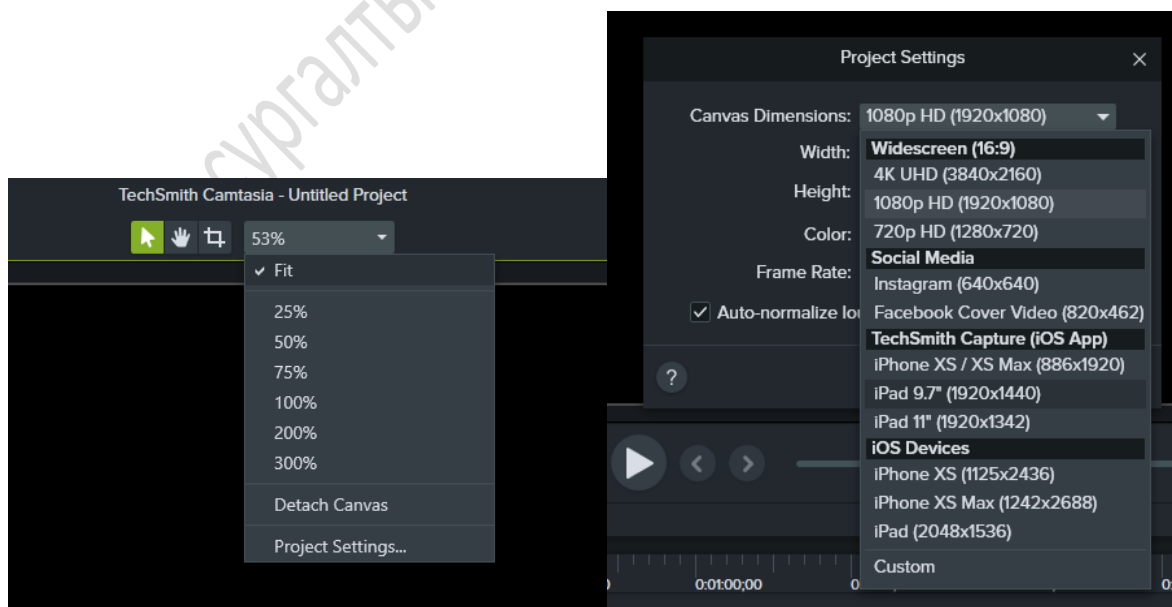 сургалты
TechSmith Camtasia - Untitled Project
53%
Fit
25%
50%
75%
100%
200%
300%
Detach Canvas
Project Settings...
Project Settings
Canvas Dimensions: 1080p HD (1920x1080)
Width:
Height:
Color:
Frame Rate:
Auto-normalize lou
Widescreen (16:9)
4K UHD (3840x2160)
1080p HD (1920x1080)
720p HD (1280x720)
Social Media
Instagram (640x640)
Facebook Cover Video (820x462)
TechSmith Capture (iOS App)
iPhone XS / XS Max (886x1920)
iPad 9.7" (1920x1440)
iPad 11" (1920x1342)
iOS Devices
iPhone XS (1125x2436)
iPhone XS Max (1242x2688)
iPad (2048x1536)
Custom
?
0:01:00;00